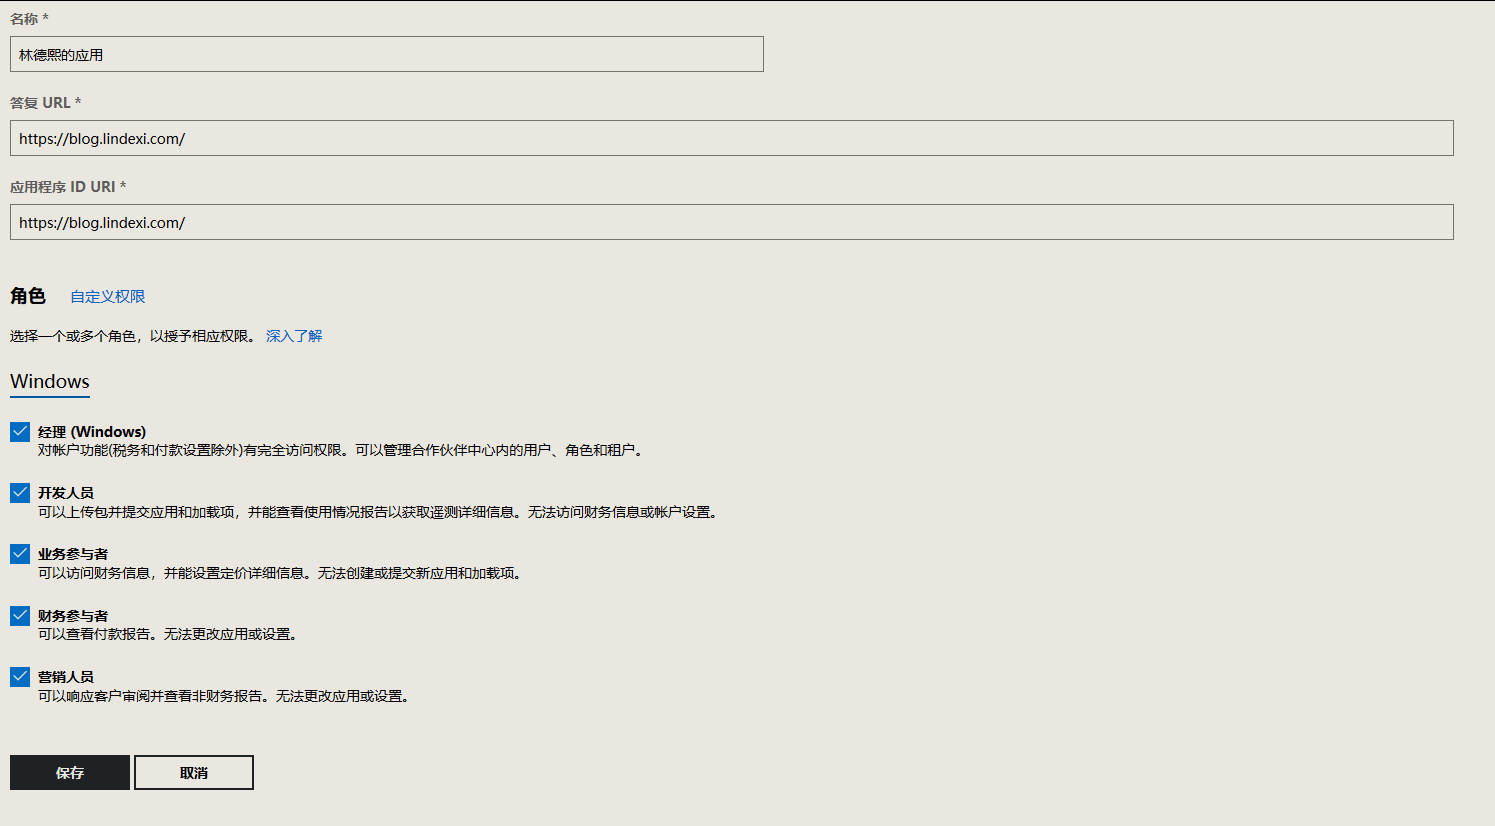 名称 *
林德熙的应用
答复 URL *
https://blog.lindexi.com/
应用程序 ID URI *
https://blog.lindexi.com/
角色 自定义权限
选择一个或多个角色，以授予相应权限。 深入了解
Windows
经理 (Windows)
对帐户功能(税务和付款设置除外)有完全访问权限。可以管理合作伙伴中心内的用户、角色和租户。
开发人员
可以上传包并提交应用和加载项，并能查看使用情况报告以获取遥测详细信息。无法访问财务信息或帐户设置。
业务参与者
可以访问财务信息，并能设置定价详细信息。无法创建或提交新应用和加载项。
财务参与者
可以查看付款报告。无法更改应用或设置。
营销人员
可以响应客户审阅并查看非财务报告。无法更改应用或设置。
保存 取消